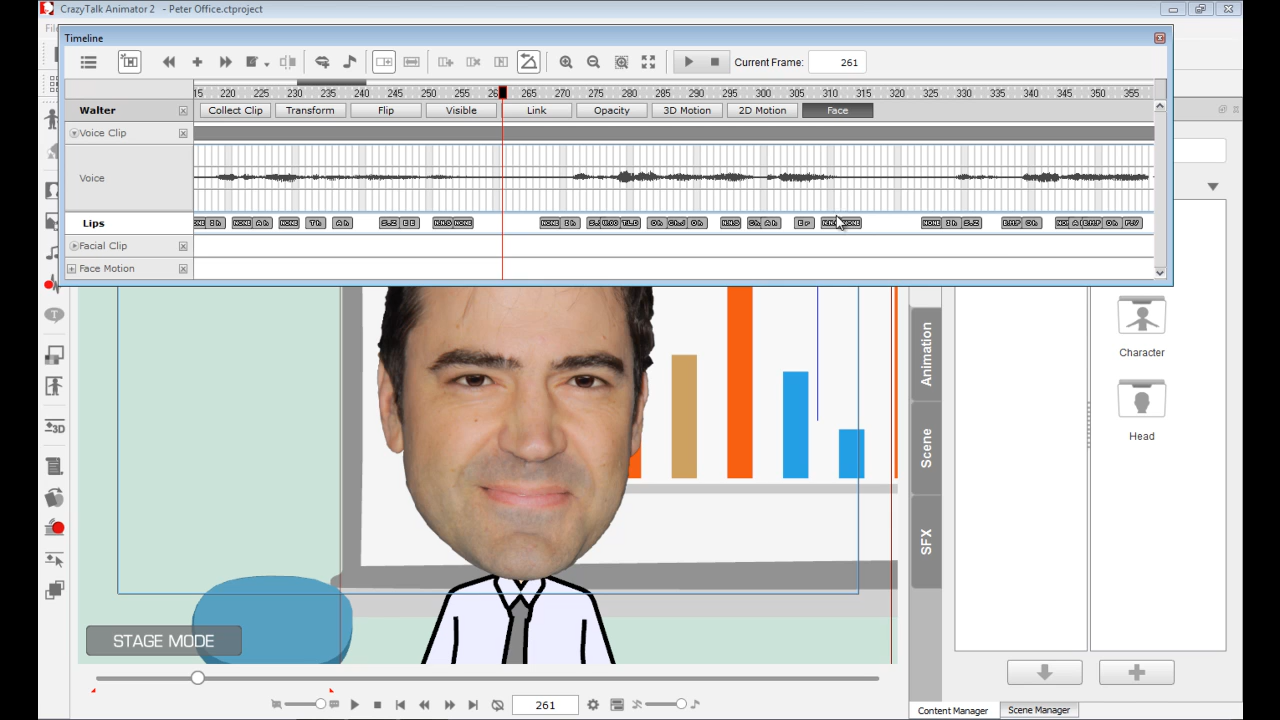 CrazyTalk Animator 2 - Peter Office.ctproject
Timeline
Current Frame: 261
220 225 230 235 240 245 250 255 265 270 275 280 285 290 295 300 305 310 315 320 325 330 335 340 345 350 355
Walter
Collect Clip Transform Flip Visible Link Opacity 3D Motion 2D Motion Face
Voice Clip
Voice
Lips
Facial Clip
Face Motion
Character
Head
Animation
Scene
SFX
3D
STAGE MODE
261
Content Manager Scene Manager